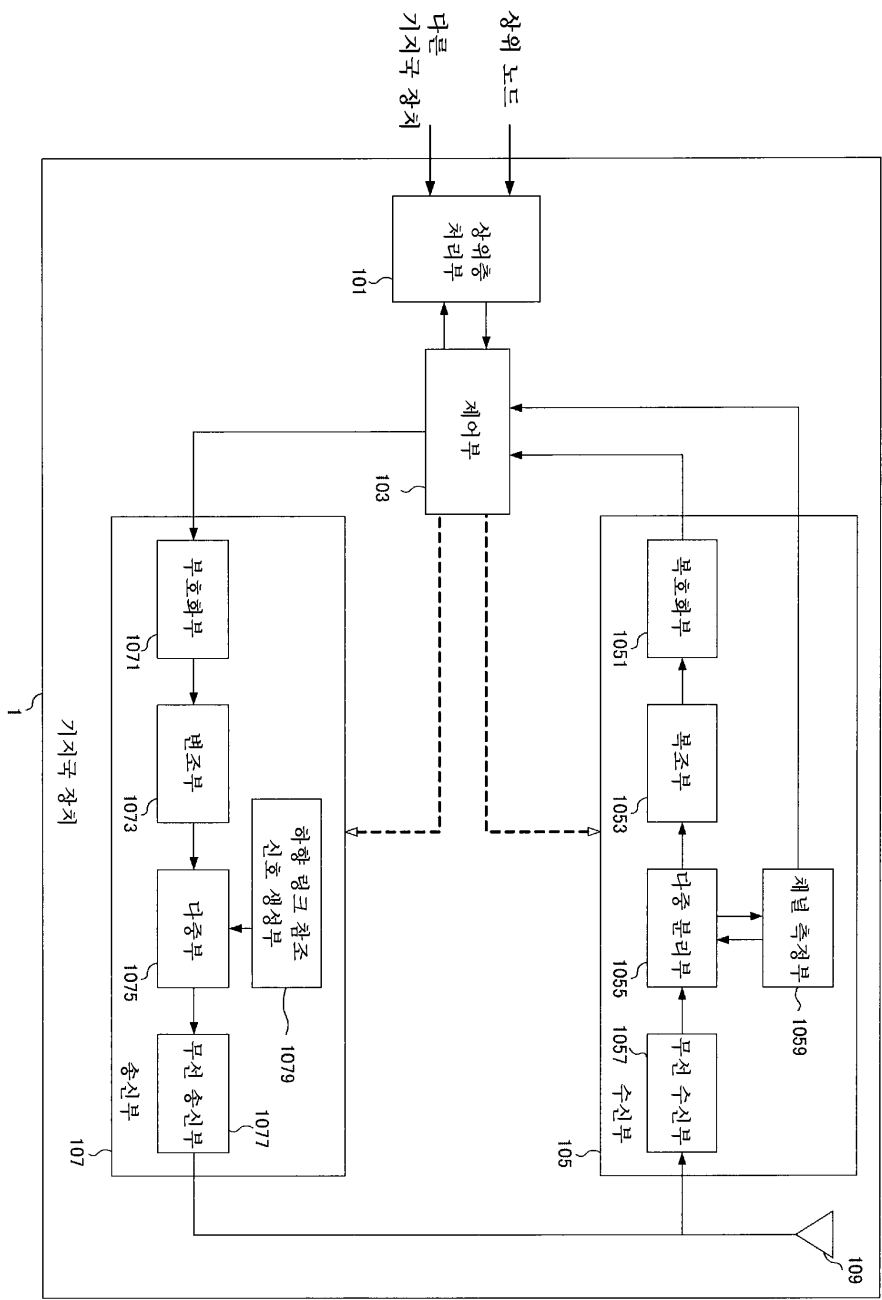 상위 노드
다른
기지국 장치
상위층
처리부
101
제어부
103
복호화부
1051
복조부
1053
다중 분리부
1055
채널 측정부
1059
무선 수신부
1057
수신부
105
109
부호화부
1071
변조부
1073
다중부
1075
하향 링크 참조
신호 생성부
1079
무선 송신부
1077
송신부
107
기지국 장치
1